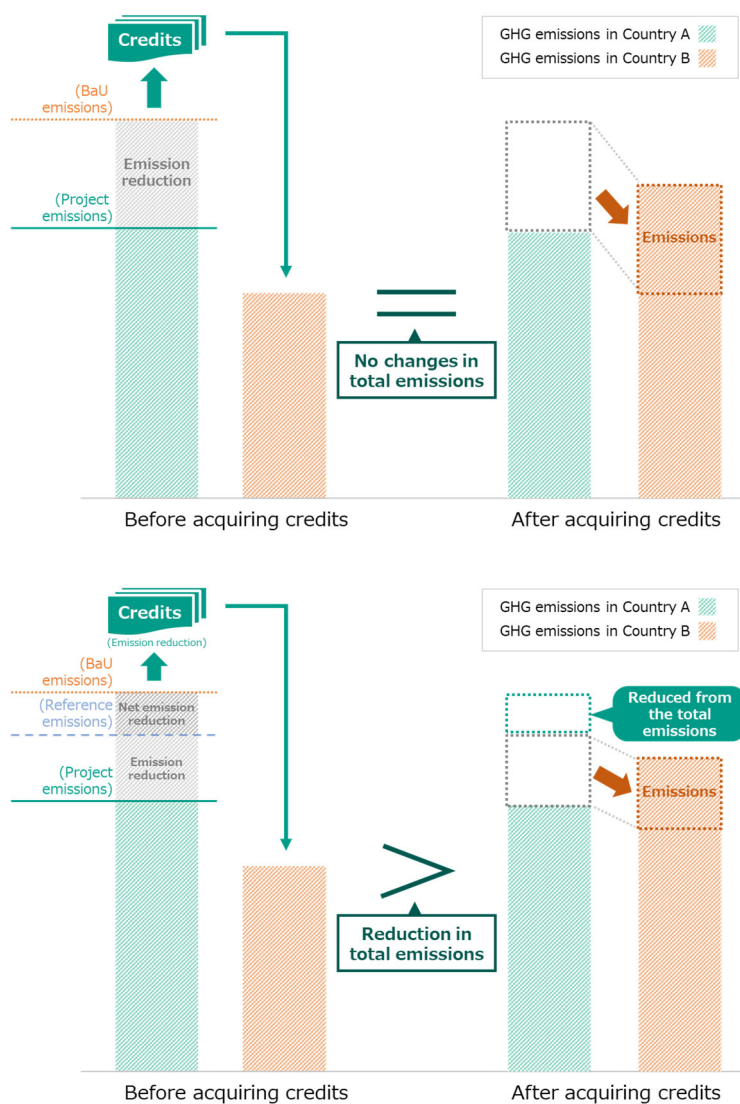 Credits
GHG emissions in Country A
GHG emissions in Country B
(BaU
emissions)
Emission
reduction
(Project
emissions)
Emissions
No changes in
total emissions
Before acquiring credits
After acquiring credits
Credits
(Emission reduction)
GHG emissions in Country A
GHG emissions in Country B
(BaU
emissions)
(Reference
emissions)
Net emission
reduction
Reduced from
the total
emissions
Emission
reduction
(Project
emissions)
Emissions
Reduction in
total emissions
Before acquiring credits
After acquiring credits